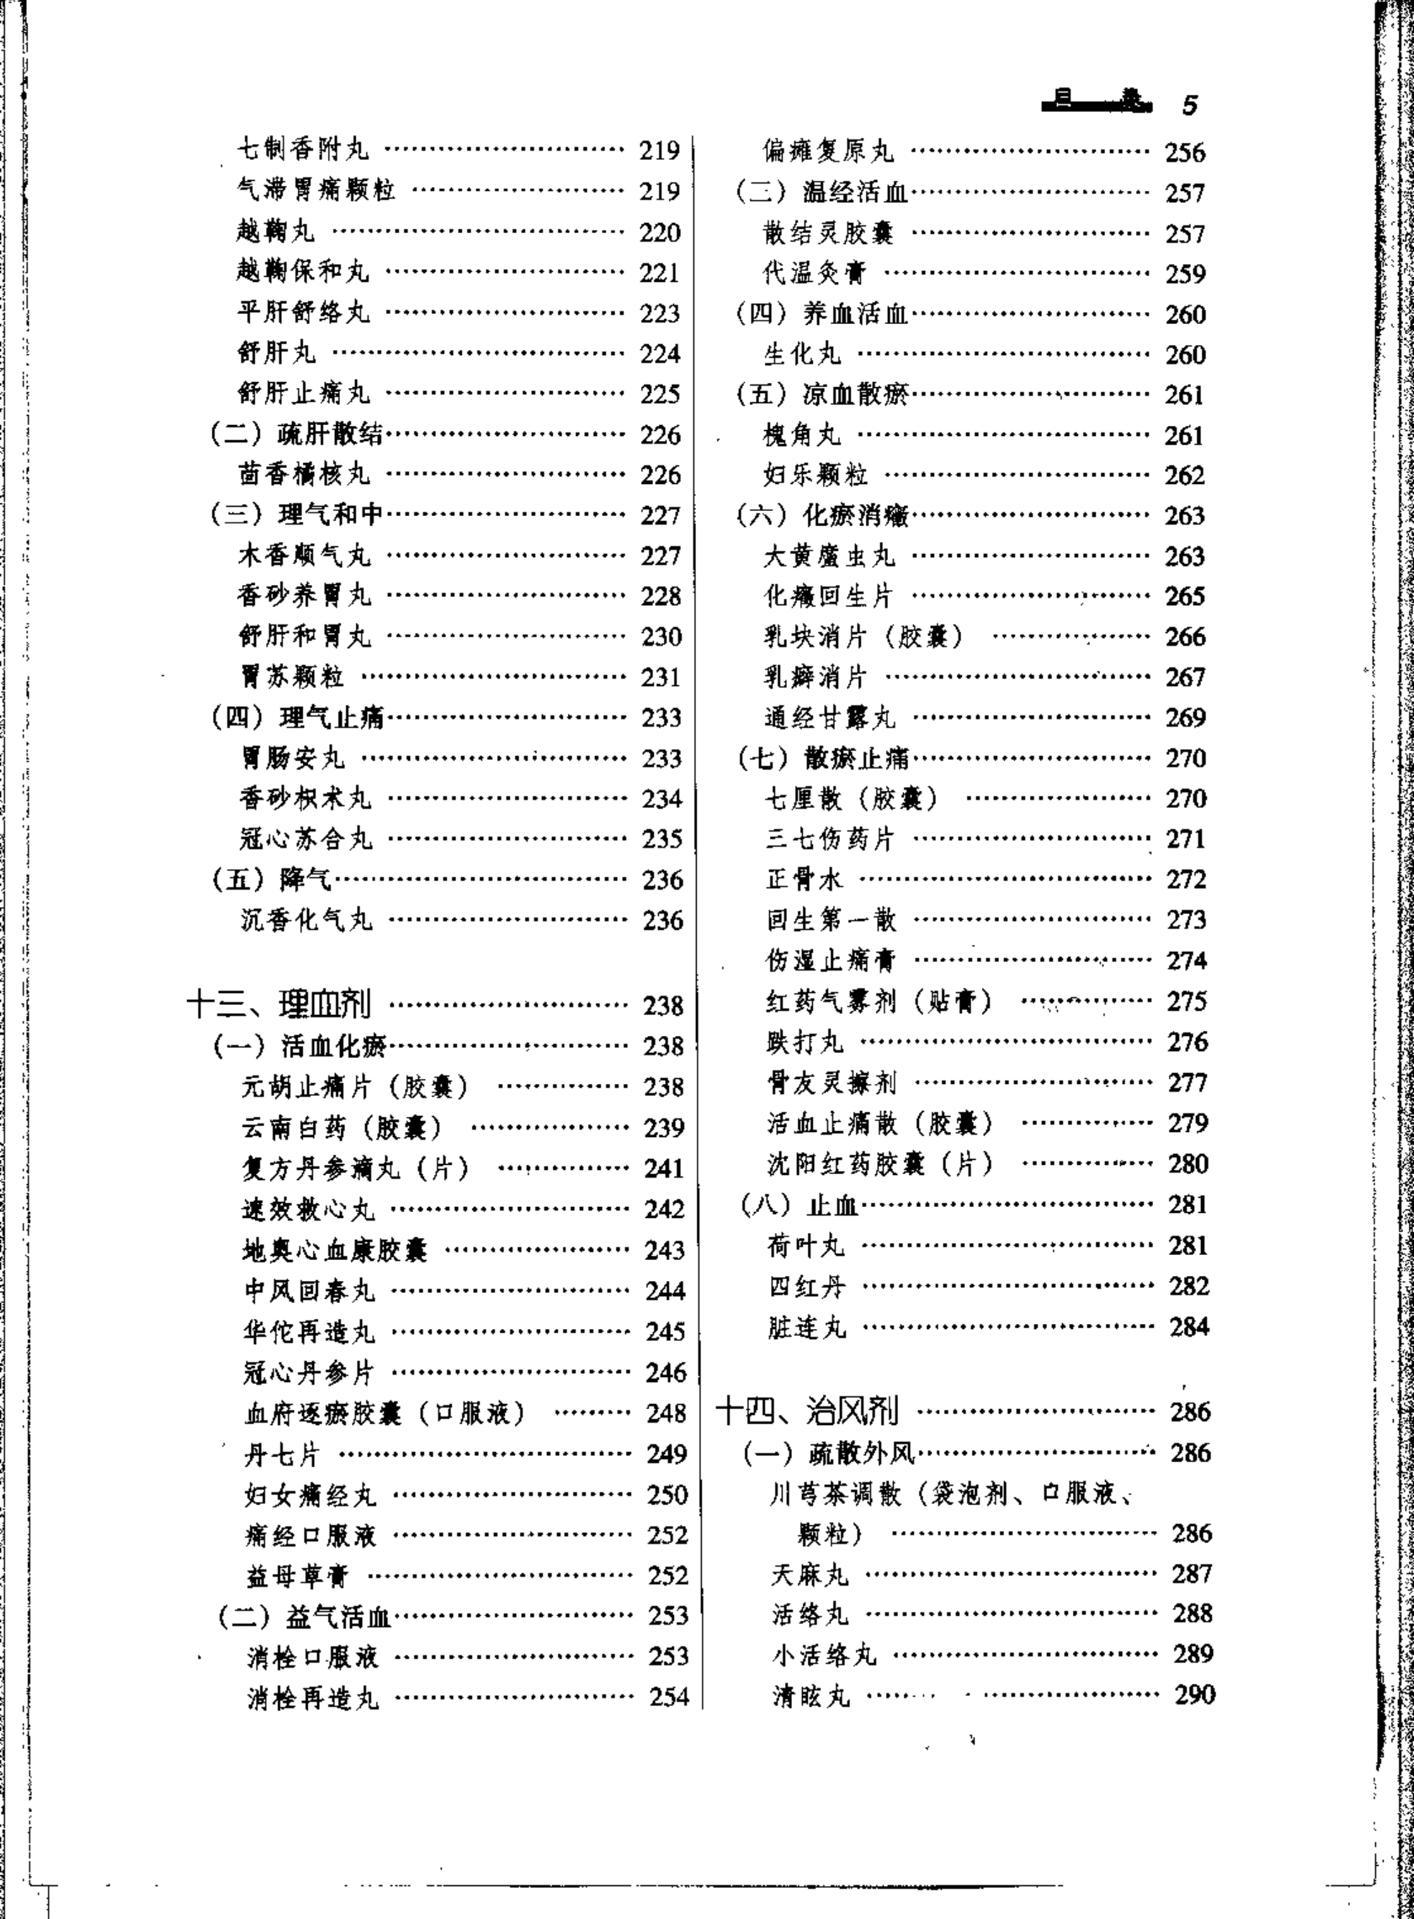 目 录 5
七制香附丸 ………………………… 219
气滞胃痛颗粒 ……………………… 219
越鞠丸 ……………………………… 220
越鞠保和丸 ………………………… 221
平肝舒络丸 ………………………… 223
舒肝丸 ……………………………… 224
舒肝止痛丸 ………………………… 225
（二）疏肝散结………………………… 226
茴香橘核丸 ………………………… 226
（三）理气和中………………………… 227
木香顺气丸 ………………………… 227
香砂养胃丸 ………………………… 228
舒肝和胃丸 ………………………… 230
胃苏颗粒 …………………………… 231
（四）理气止痛………………………… 233
胃肠安丸 …………………………… 233
香砂枳术丸 ………………………… 234
冠心苏合丸 ………………………… 235
（五）降气……………………………… 236
沉香化气丸 ………………………… 236
十三、理血剂 ………………………… 238
（一）活血化瘀………………………… 238
元胡止痛片（胶囊） ……………… 238
云南白药（胶囊） ………………… 239
复方丹参滴丸（片） ……………… 241
速效救心丸 ………………………… 242
地奥心血康胶囊 …………………… 243
中风回春丸 ………………………… 244
华佗再造丸 ………………………… 245
冠心丹参片 ………………………… 246
血府逐瘀胶囊（口服液） ………… 248
丹七片 ……………………………… 249
妇女痛经丸 ………………………… 250
痛经口服液 ………………………… 252
益母草膏 …………………………… 252
（二）益气活血………………………… 253
消栓口服液 ………………………… 253
消栓再造丸 ………………………… 254
偏瘫复原丸 ………………………… 256
（三）温经活血………………………… 257
散结灵胶囊 ………………………… 257
代温灸膏 …………………………… 259
（四）养血活血………………………… 260
生化丸 ……………………………… 260
（五）凉血散瘀………………………… 261
槐角丸 ……………………………… 261
妇乐颗粒 …………………………… 262
（六）化瘀消癥………………………… 263
大黄䗪虫丸 ………………………… 263
化癥回生片 ………………………… 265
乳块消片（胶囊） ………………… 266
乳癖消片 …………………………… 267
通经甘露丸 ………………………… 269
（七）散瘀止痛………………………… 270
七厘散（胶囊） …………………… 270
三七伤药片 ………………………… 271
正骨水 ……………………………… 272
回生第一散 ………………………… 273
伤湿止痛膏 ………………………… 274
红药气雾剂（贴膏） ……………… 275
跌打丸 ……………………………… 276
骨友灵擦剂 ………………………… 277
活血止痛散（胶囊） ……………… 279
沈阳红药胶囊（片） ……………… 280
（八）止血……………………………… 281
荷叶丸 ……………………………… 281
四红丹 ……………………………… 282
脏连丸 ……………………………… 284
十四、治风剂 ………………………… 286
（一）疏散外风………………………… 286
川芎茶调散（袋泡剂、口服液、
颗粒） ……………………………… 286
天麻丸 ……………………………… 287
活络丸 ……………………………… 288
小活络丸 …………………………… 289
清眩丸 ……………………………… 290